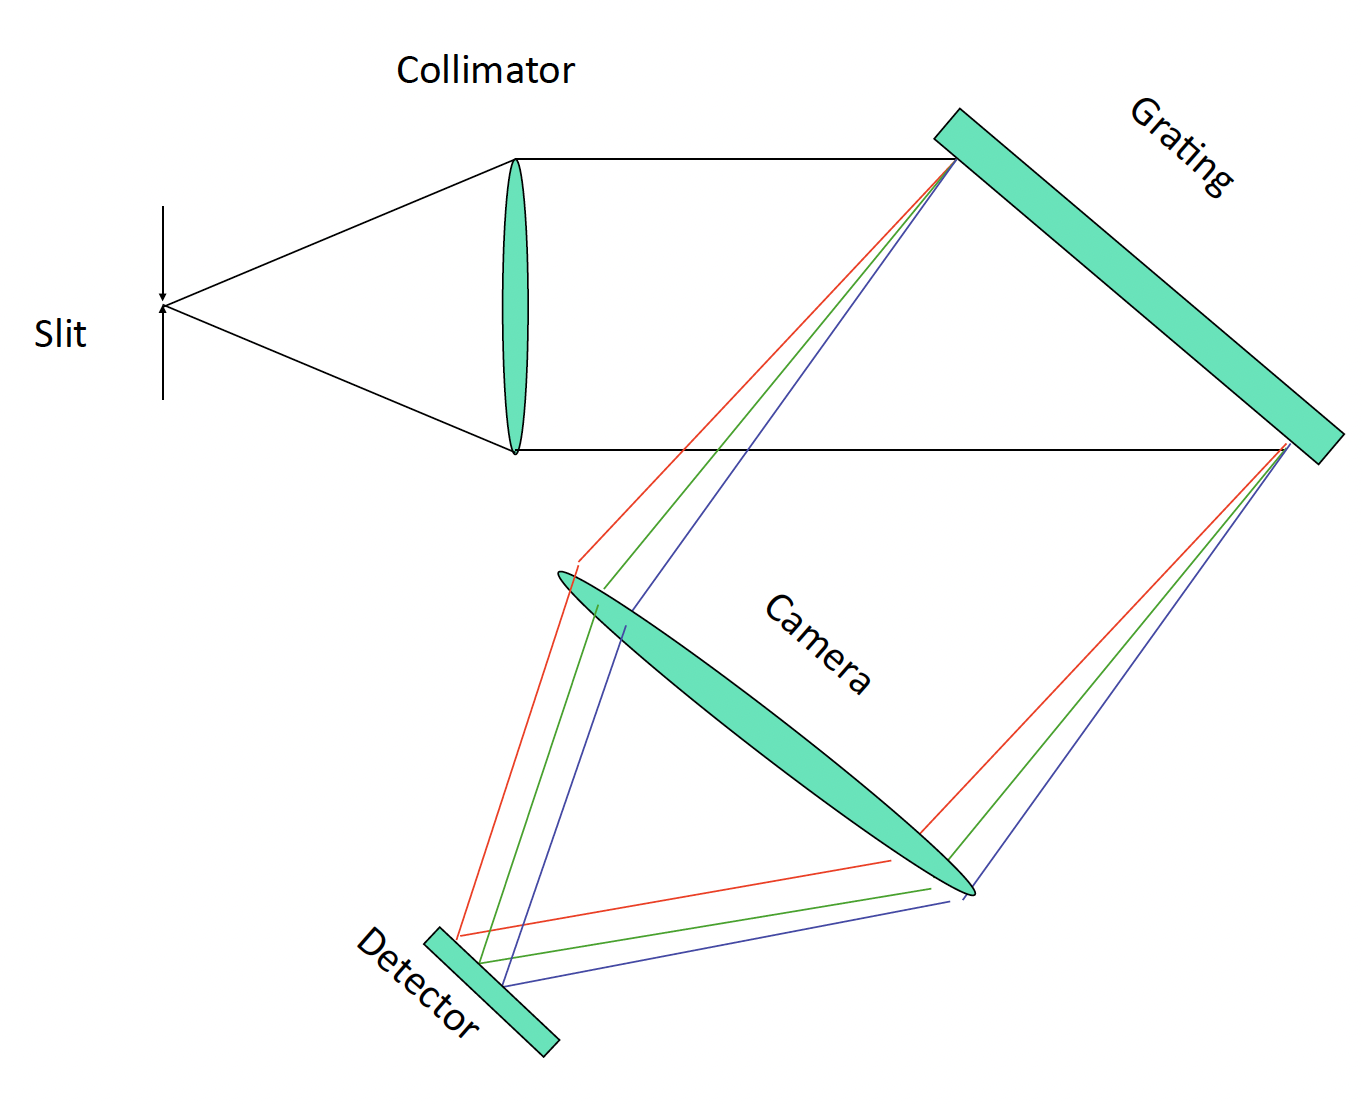 Collimator
Grating
Slit
Camera
Detector